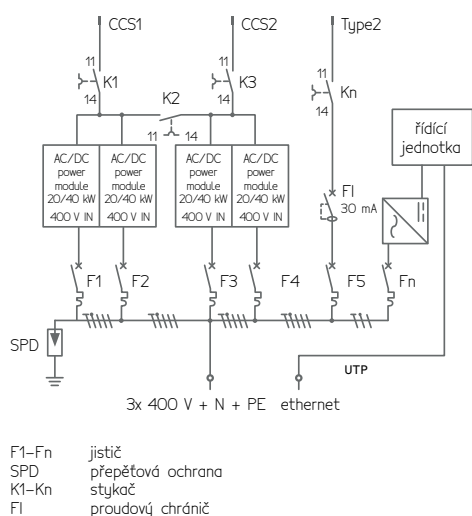 CCS1 CCS2 Type2
11 11 11
K1 K3 Kn
14 K2 14 14
11 14
řídící
jednotka
AC/DC AC/DC AC/DC AC/DC
power power power power
module module module module
20/40 kW 20/40 kW 20/40 kW 20/40 kW
400 V IN 400 V IN 400 V IN 400 V IN
FI
30 mA
F1 F2 F3 F4 F5 Fn
SPD
UTP
3x 400 V + N + PE ethernet
F1–Fn jistič
SPD přepěťová ochrana
K1–Kn stykač
FI proudový chránič